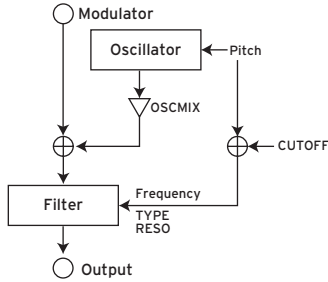 Modulator
Oscillator
Pitch
OSCMIX
CUTOFF
Frequency
Filter
TYPE
RESO
Output